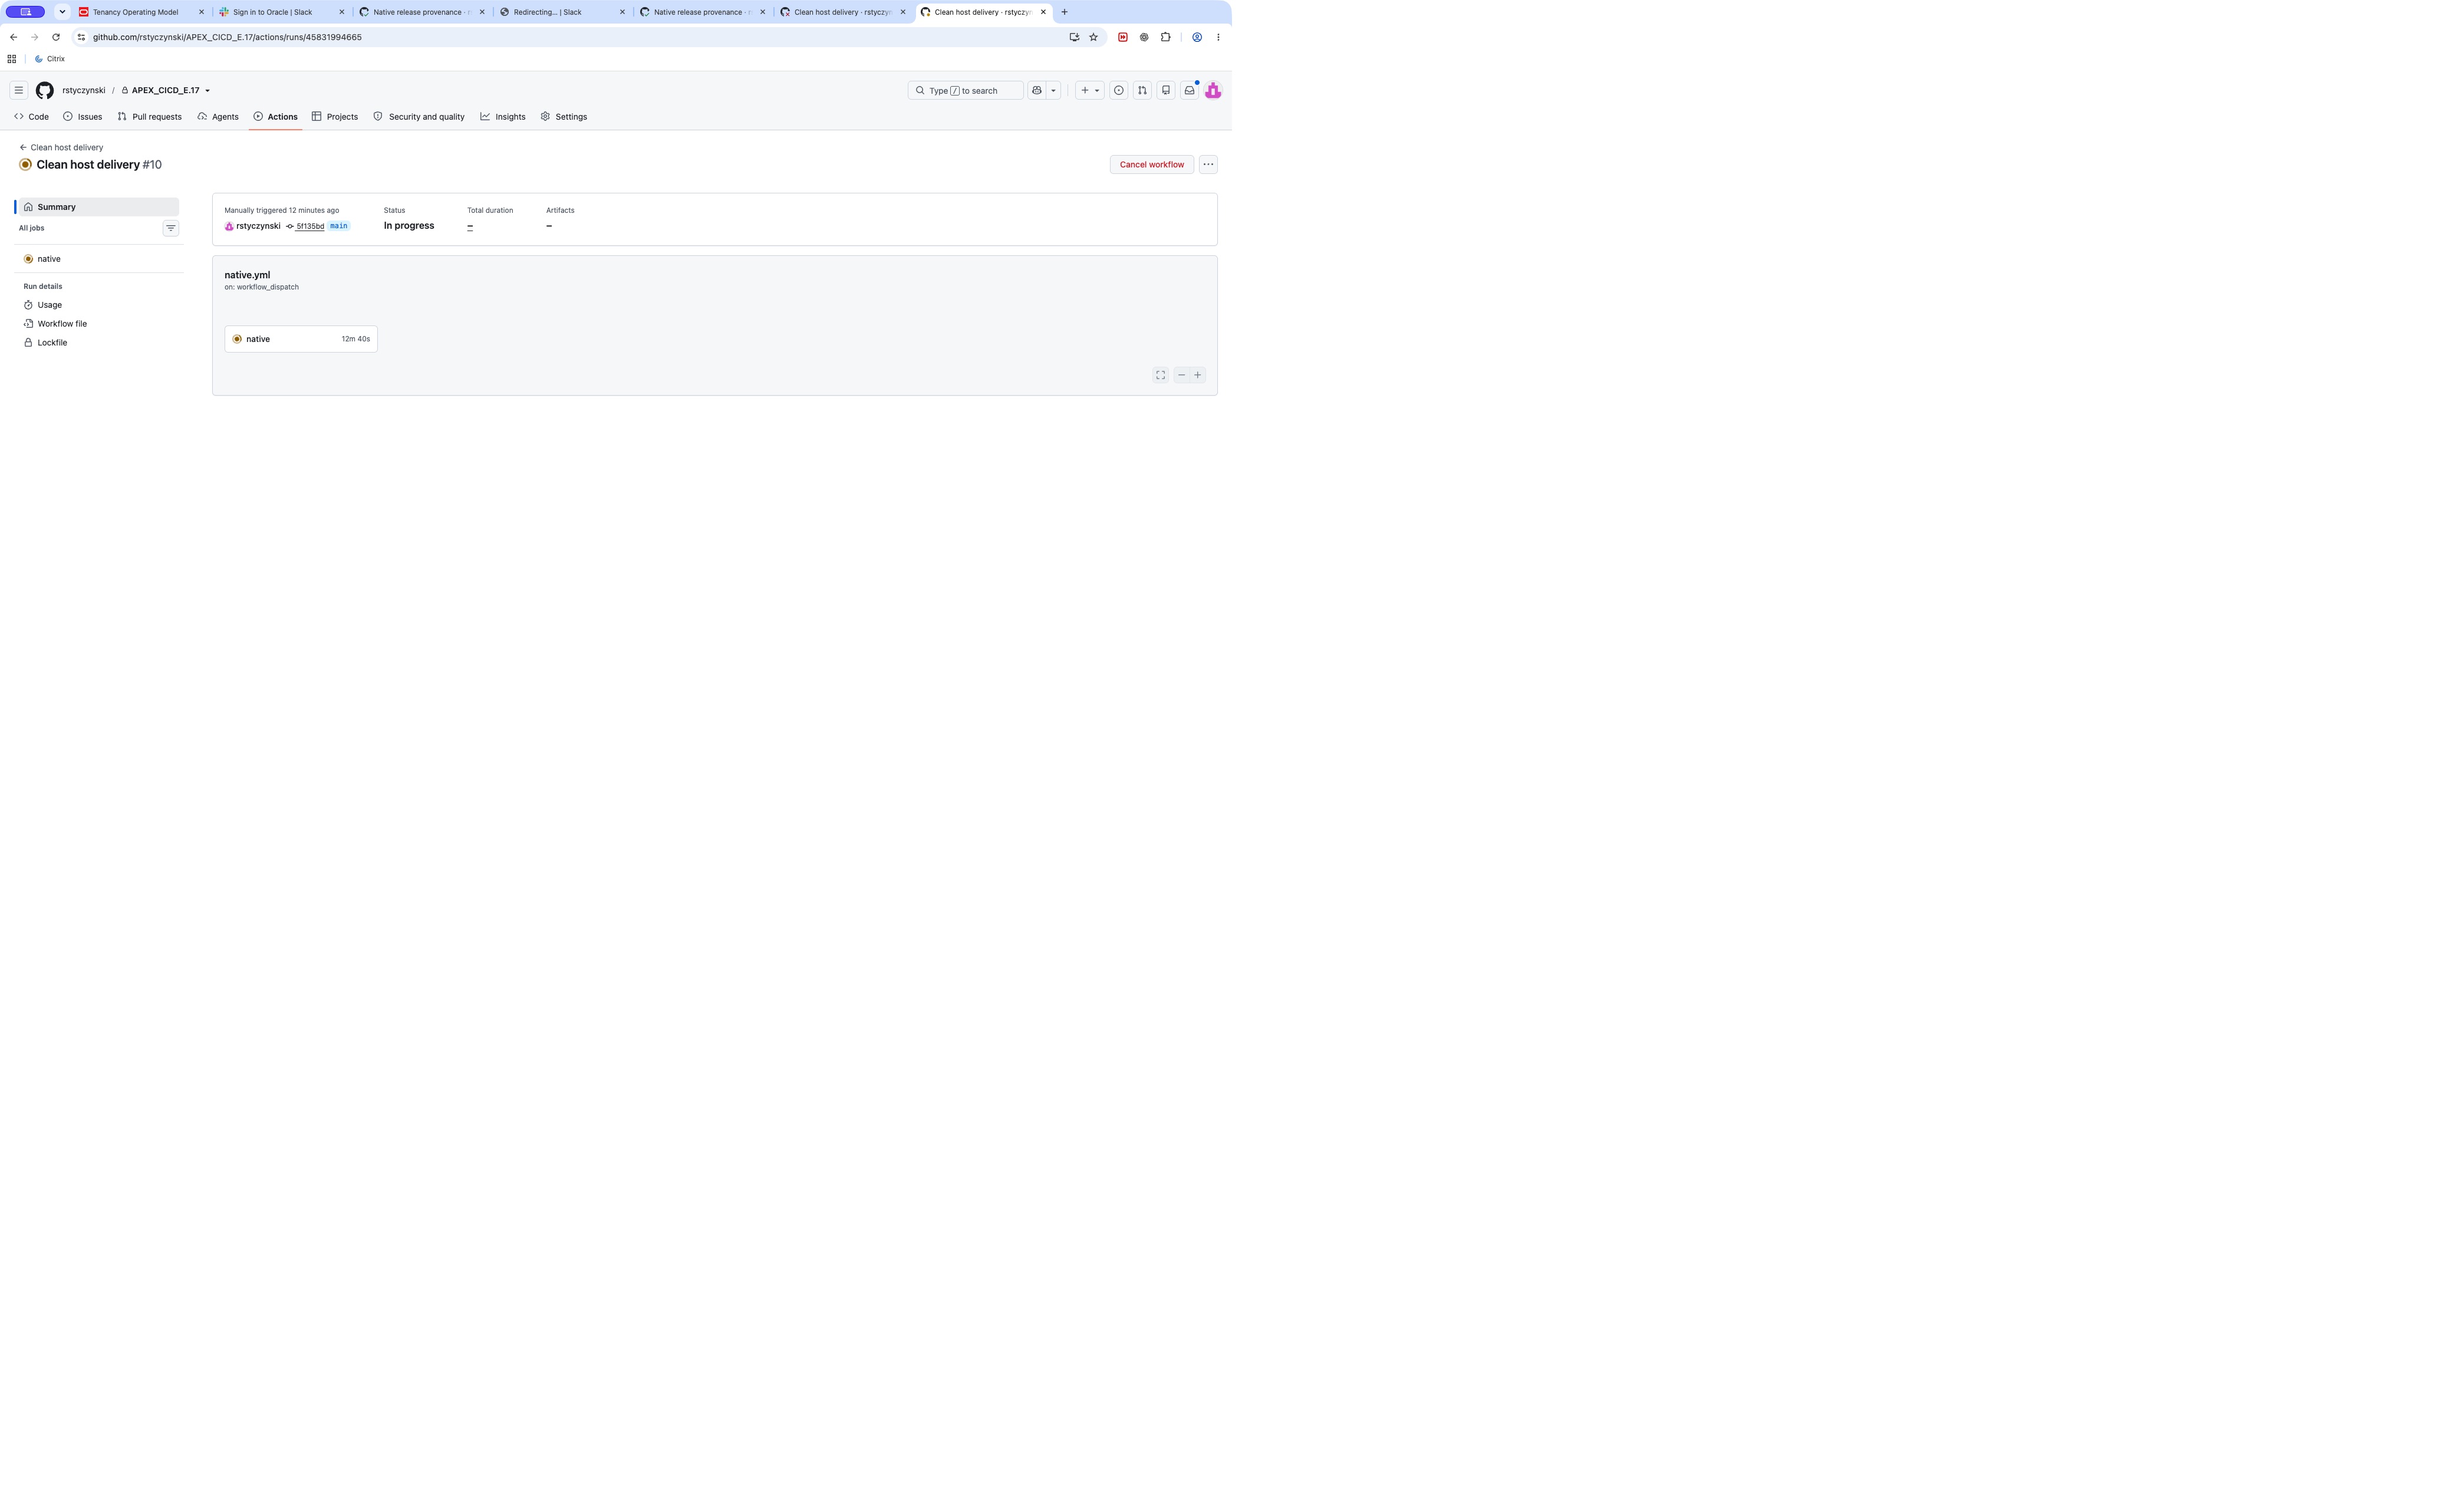 Tenancy Operating Model
Sign in to Oracle | Slack
Native release provenance ·
Redirecting... | Slack
Native release provenance ·
Clean host delivery · rstyczyn
Clean host delivery · rstyczyn
github.com/rstyczynski/APEX_CICD_E.17/actions/runs/45831994665
Citrix
rstyczynski / APEX_CICD_E.17
Type / to search
Code Issues Pull requests Agents Actions Projects Security and quality Insights Settings
Clean host delivery
Clean host delivery #10
Cancel workflow
Summary
All jobs
native
Run details
Usage
Workflow file
Lockfile
Manually triggered 12 minutes ago Status Total duration Artifacts
rstyczynski 5f135bd main In progress – –
native.yml
on: workflow_dispatch
native 12m 40s